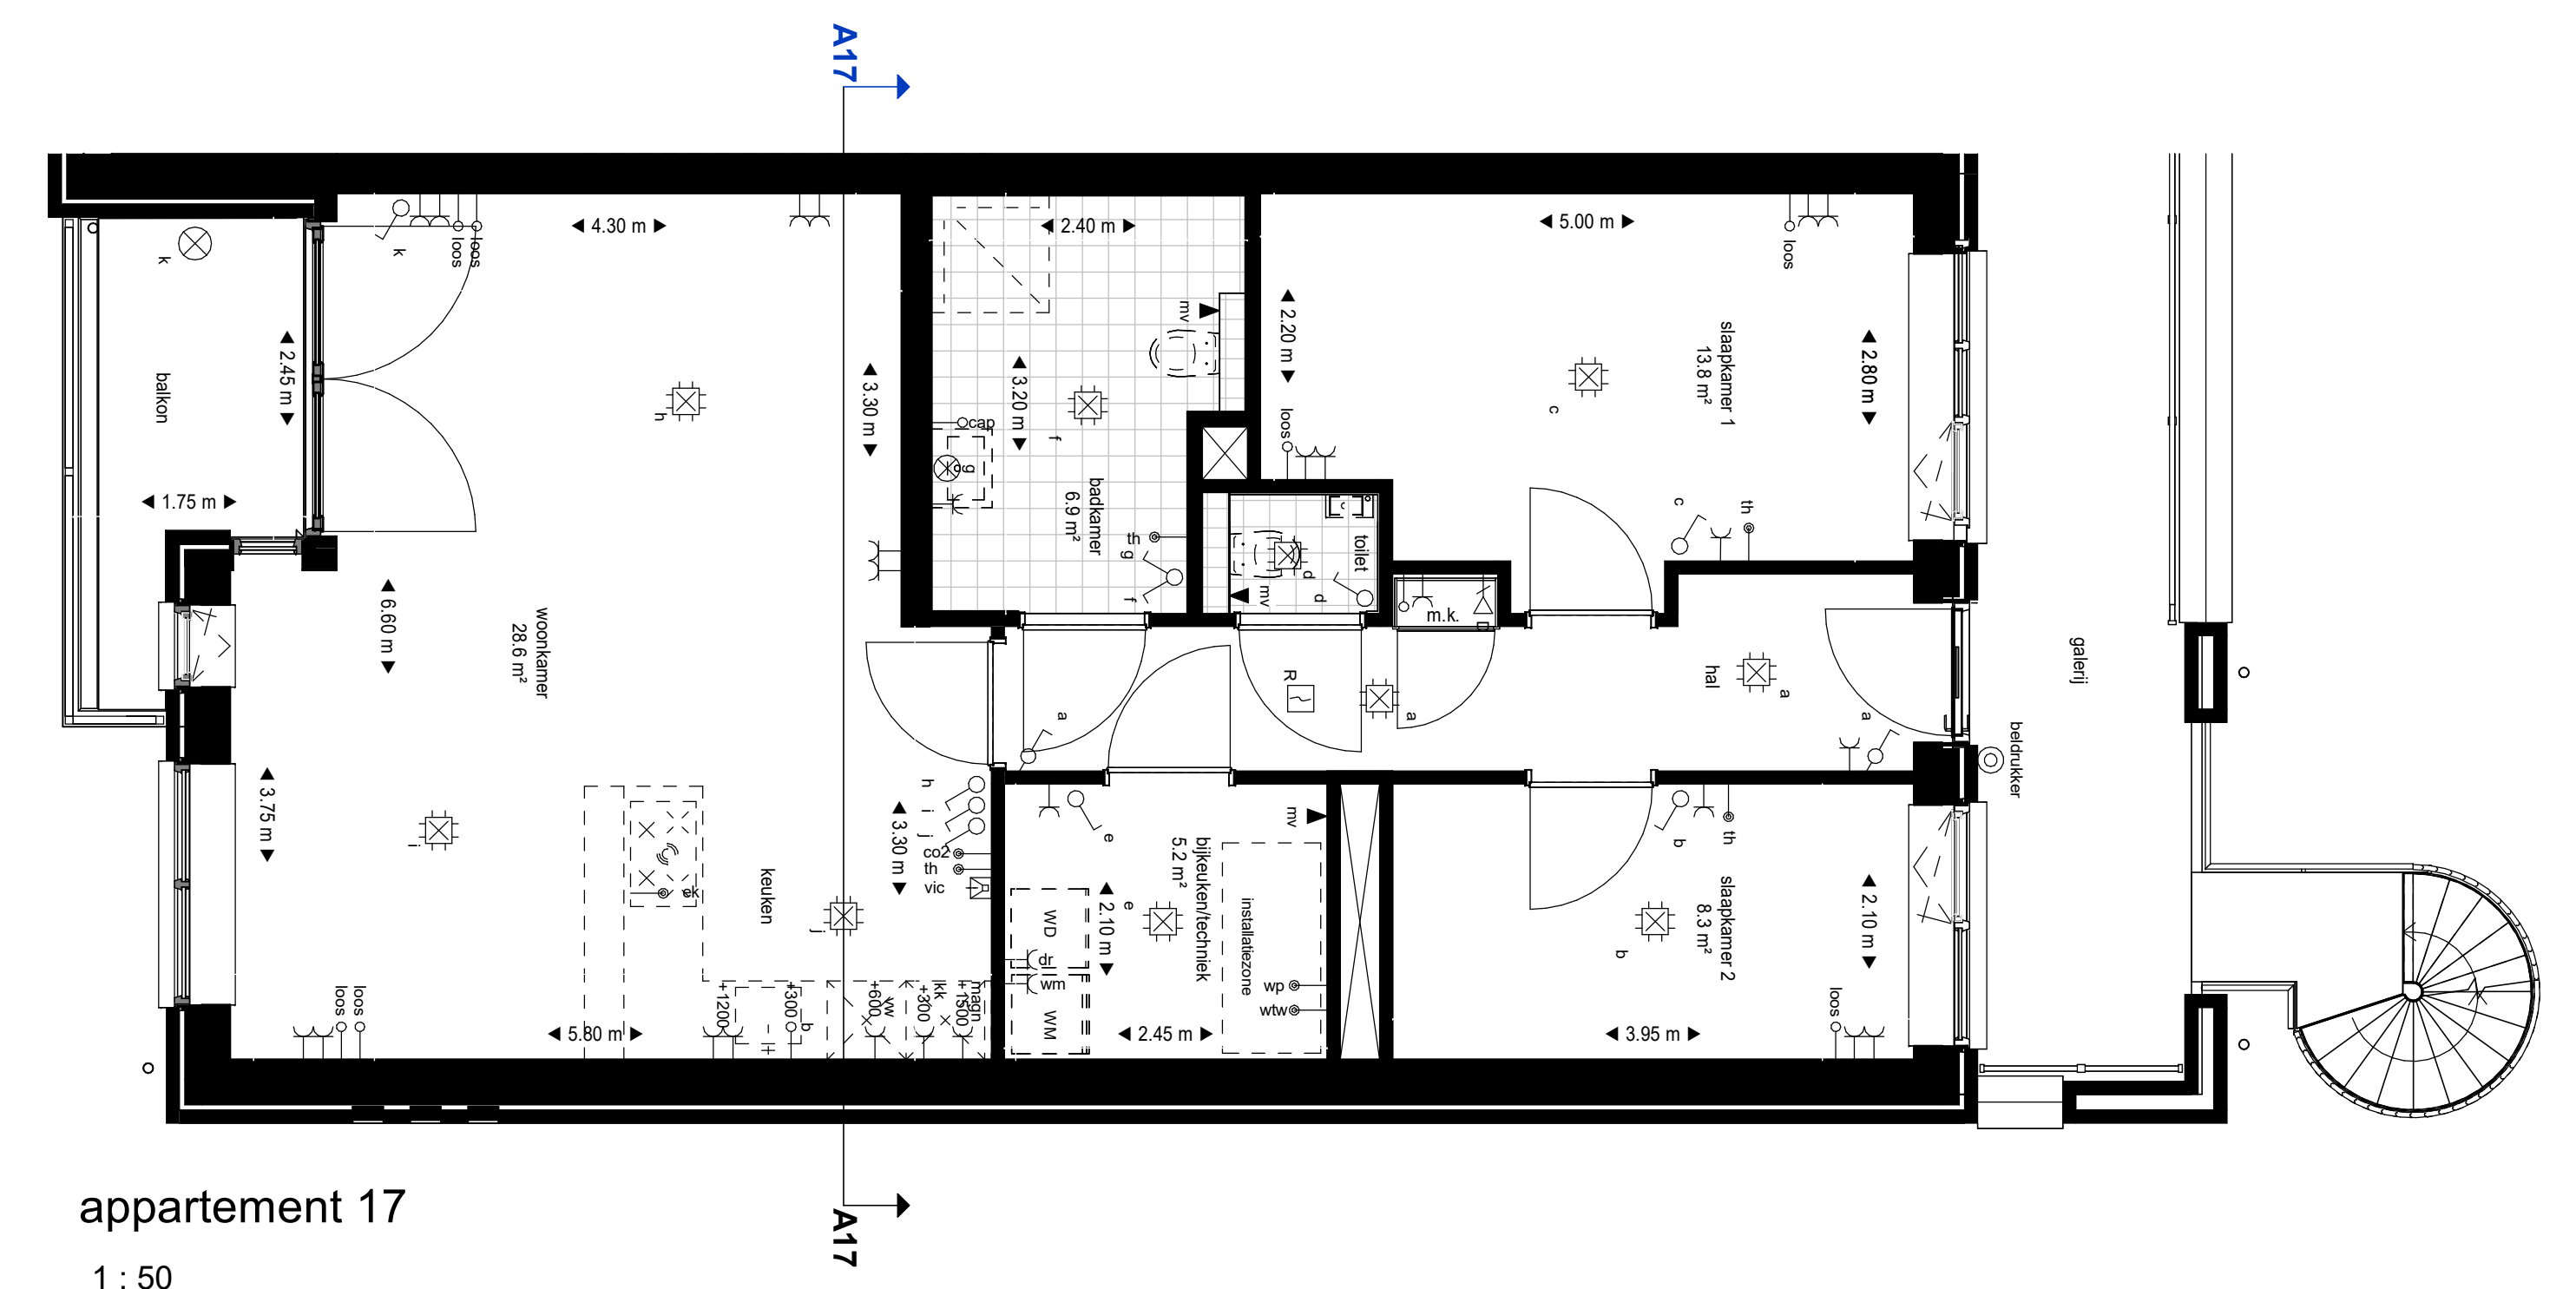 A17
4.30 m
2.40 m
5.00 m
k
k
loos
loos
loos
mv
2.20 m
slaapkamer 1
13.8 m²
2.80 m
balkon
2.45 m
h
3.30 m
3.20 m
f
c
cap
g
loos
1.75 m
badkamer
6.9 m²
th
g
f
toilet
d
d
mv
c
th
m.k.
6.60 m
woonkamer
28.6 m²
R
hal
a
galerij
a
a
a
beldrukker
3.75 m
i
h
i
j
co2
th
vic
3.30 m
e
mv
bijkeuken/techniek
5.2 m²
b
th
keuken
j
WD
2.10 m
e
installatiezone
slaapkamer 2
8.3 m²
b
2.10 m
dr
wm
WM
wp
wtw
loos
loos
loos
5.80 m
+1200
+300
b
+600
vw
+300
kk
+1500
magn
2.45 m
3.95 m
A17
appartement 17
1 : 50